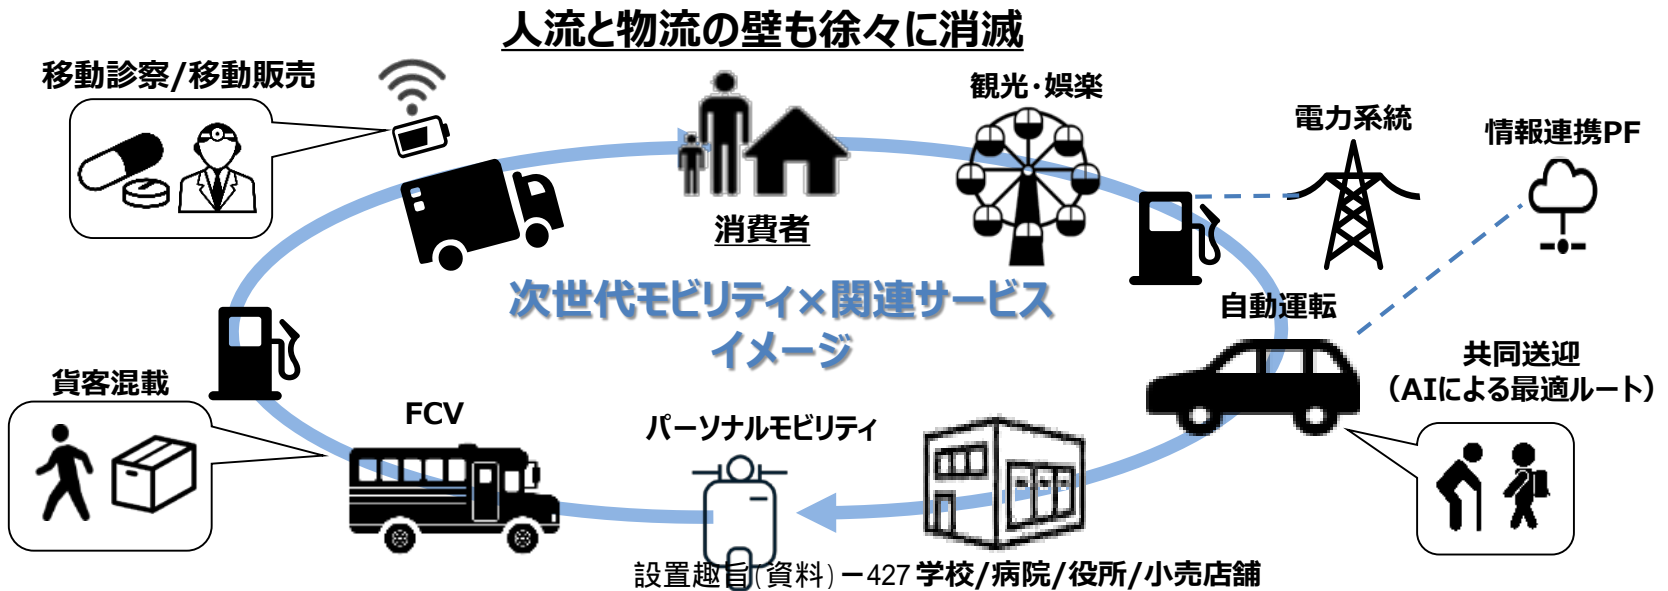 人流と物流の壁も徐々に消滅
移動診察/移動販売
観光・娯楽
電力系統
情報連携PF
消費者
次世代モビリティ×関連サービス
イメージ
自動運転
共同送迎
（AIによる最適ルート）
貨客混載
FCV
パーソナルモビリティ
設置趣旨(資料)－427
学校/病院/役所/小売店舗